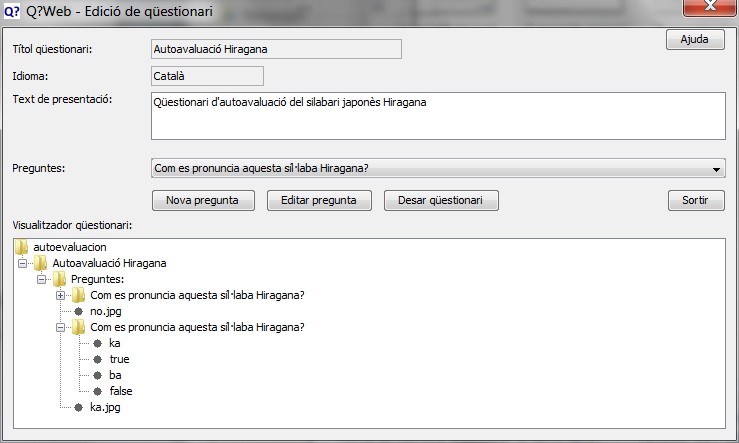 Q? Q?Web - Edició de qüestionari
Ajuda
Títol qüestionari: Autoavaluació Hiragana
Idioma: Català
Text de presentació: Qüestionari d'autoavaluació del silabari japonès Hiragana
Preguntes: Com es pronuncia aquesta síl·laba Hiragana?
Nova pregunta Editar pregunta Desar qüestionari Sortir
Visualitzador qüestionari:
autoevaluacion
Autoavaluació Hiragana
Preguntes:
Com es pronuncia aquesta síl·laba Hiragana?
no.jpg
Com es pronuncia aquesta síl·laba Hiragana?
ka
true
ba
false
ka.jpg